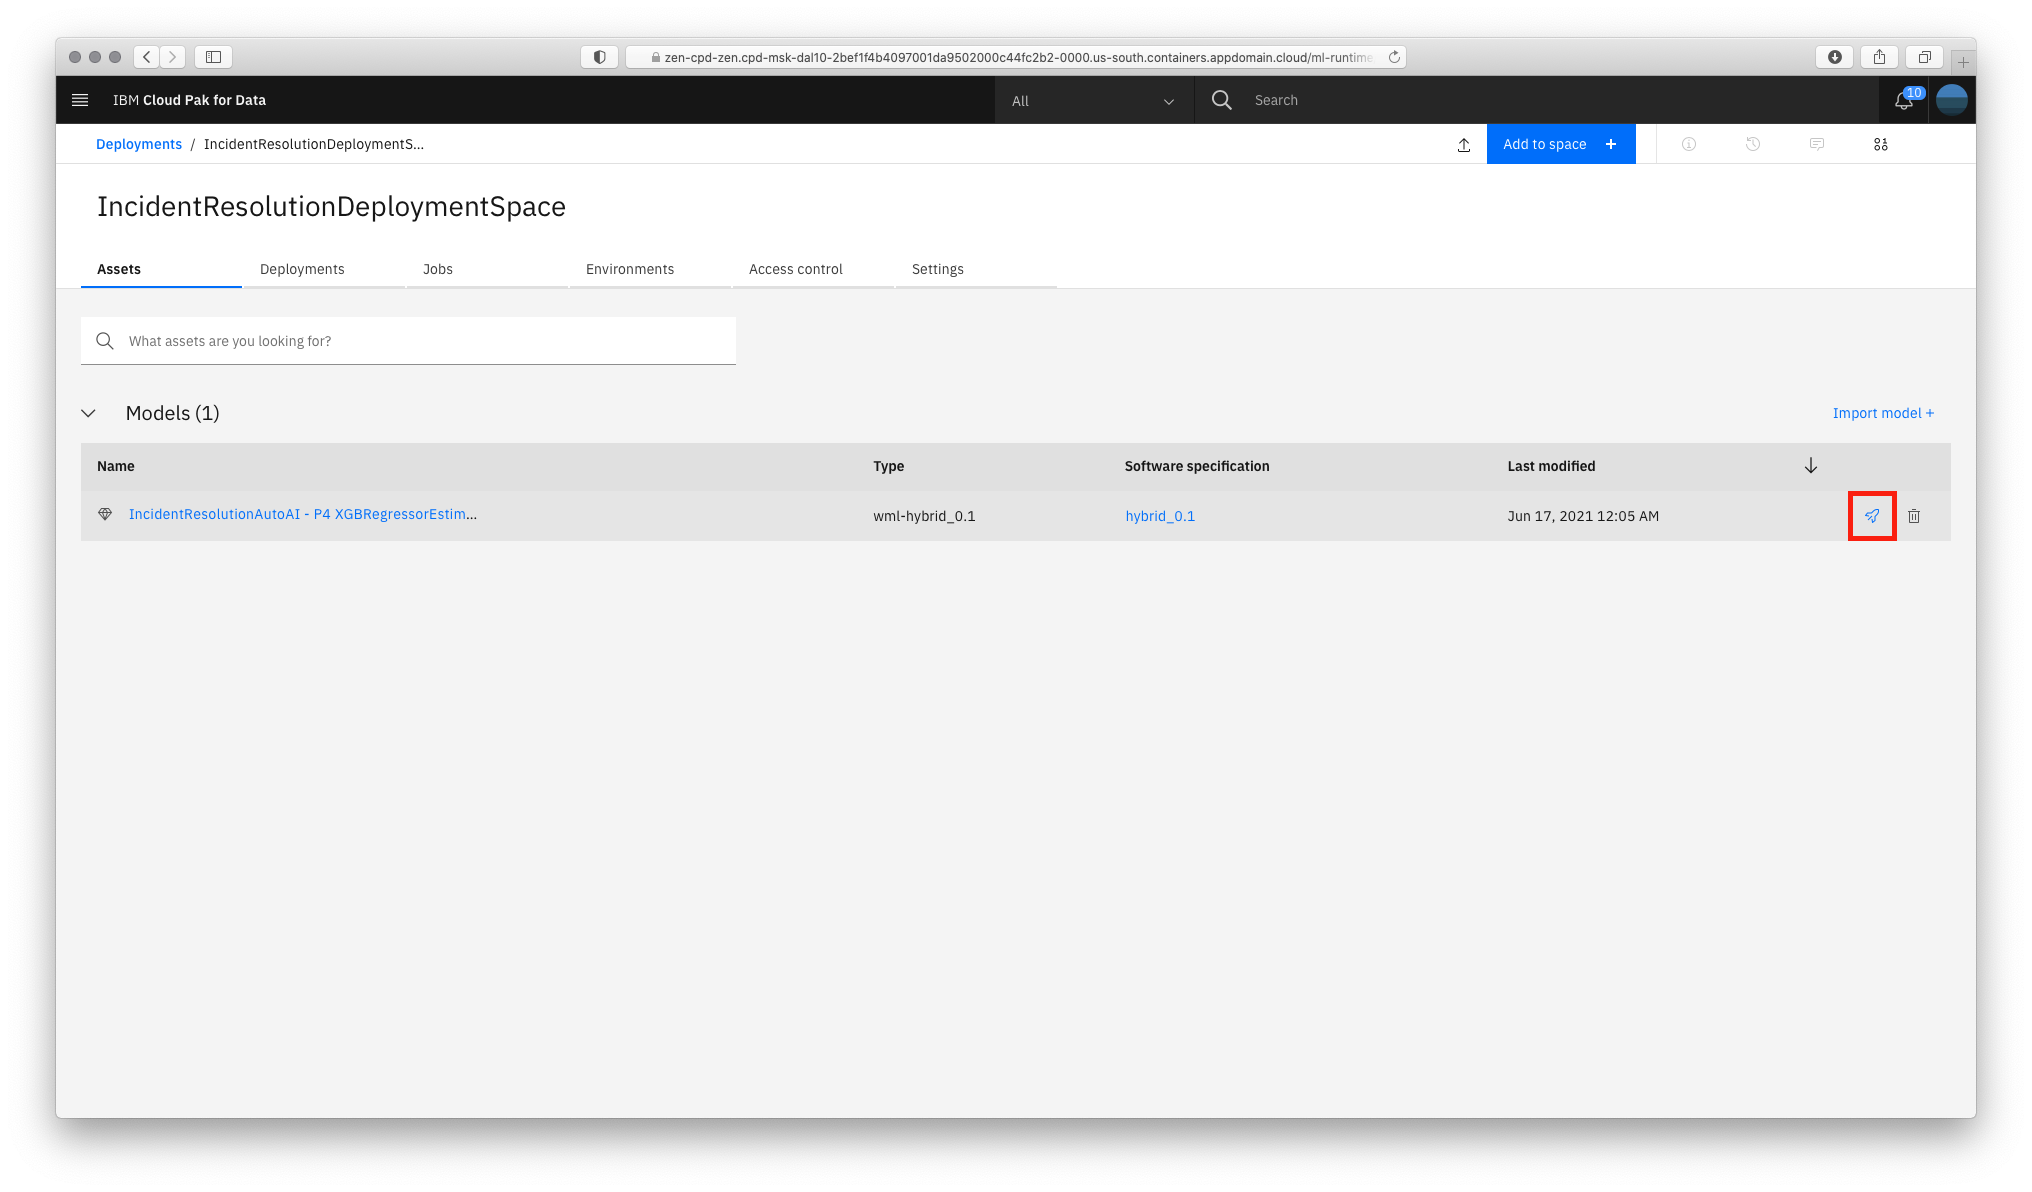 zen-cpd-zen.cpd-msk-dal10-2bef1f4b4097001da9502000c44fc2b2-0000.us-south.containers.appdomain.cloud/ml-runtime
IBM Cloud Pak for Data
All
Search
10
Deployments / IncidentResolutionDeploymentS...
Add to space +
IncidentResolutionDeploymentSpace
Assets
Deployments
Jobs
Environments
Access control
Settings
What assets are you looking for?
Models (1)
Import model +
Name Type Software specification Last modified
IncidentResolutionAutoAI - P4 XGBRegressorEstim... wml-hybrid_0.1 hybrid_0.1 Jun 17, 2021 12:05 AM